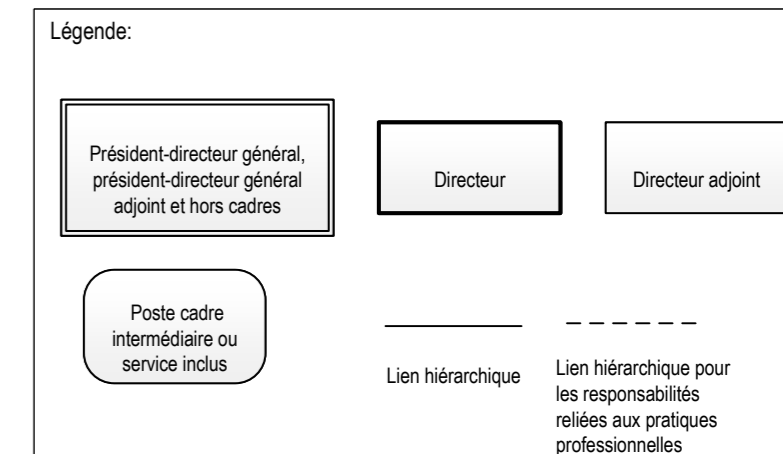 Légende:
Président-directeur général,
président-directeur général
adjoint et hors cadres
Directeur
Directeur adjoint
Poste cadre
intermédiaire ou
service inclus
Lien hiérarchique
Lien hiérarchique pour
les responsabilités
reliées aux pratiques
professionnelles